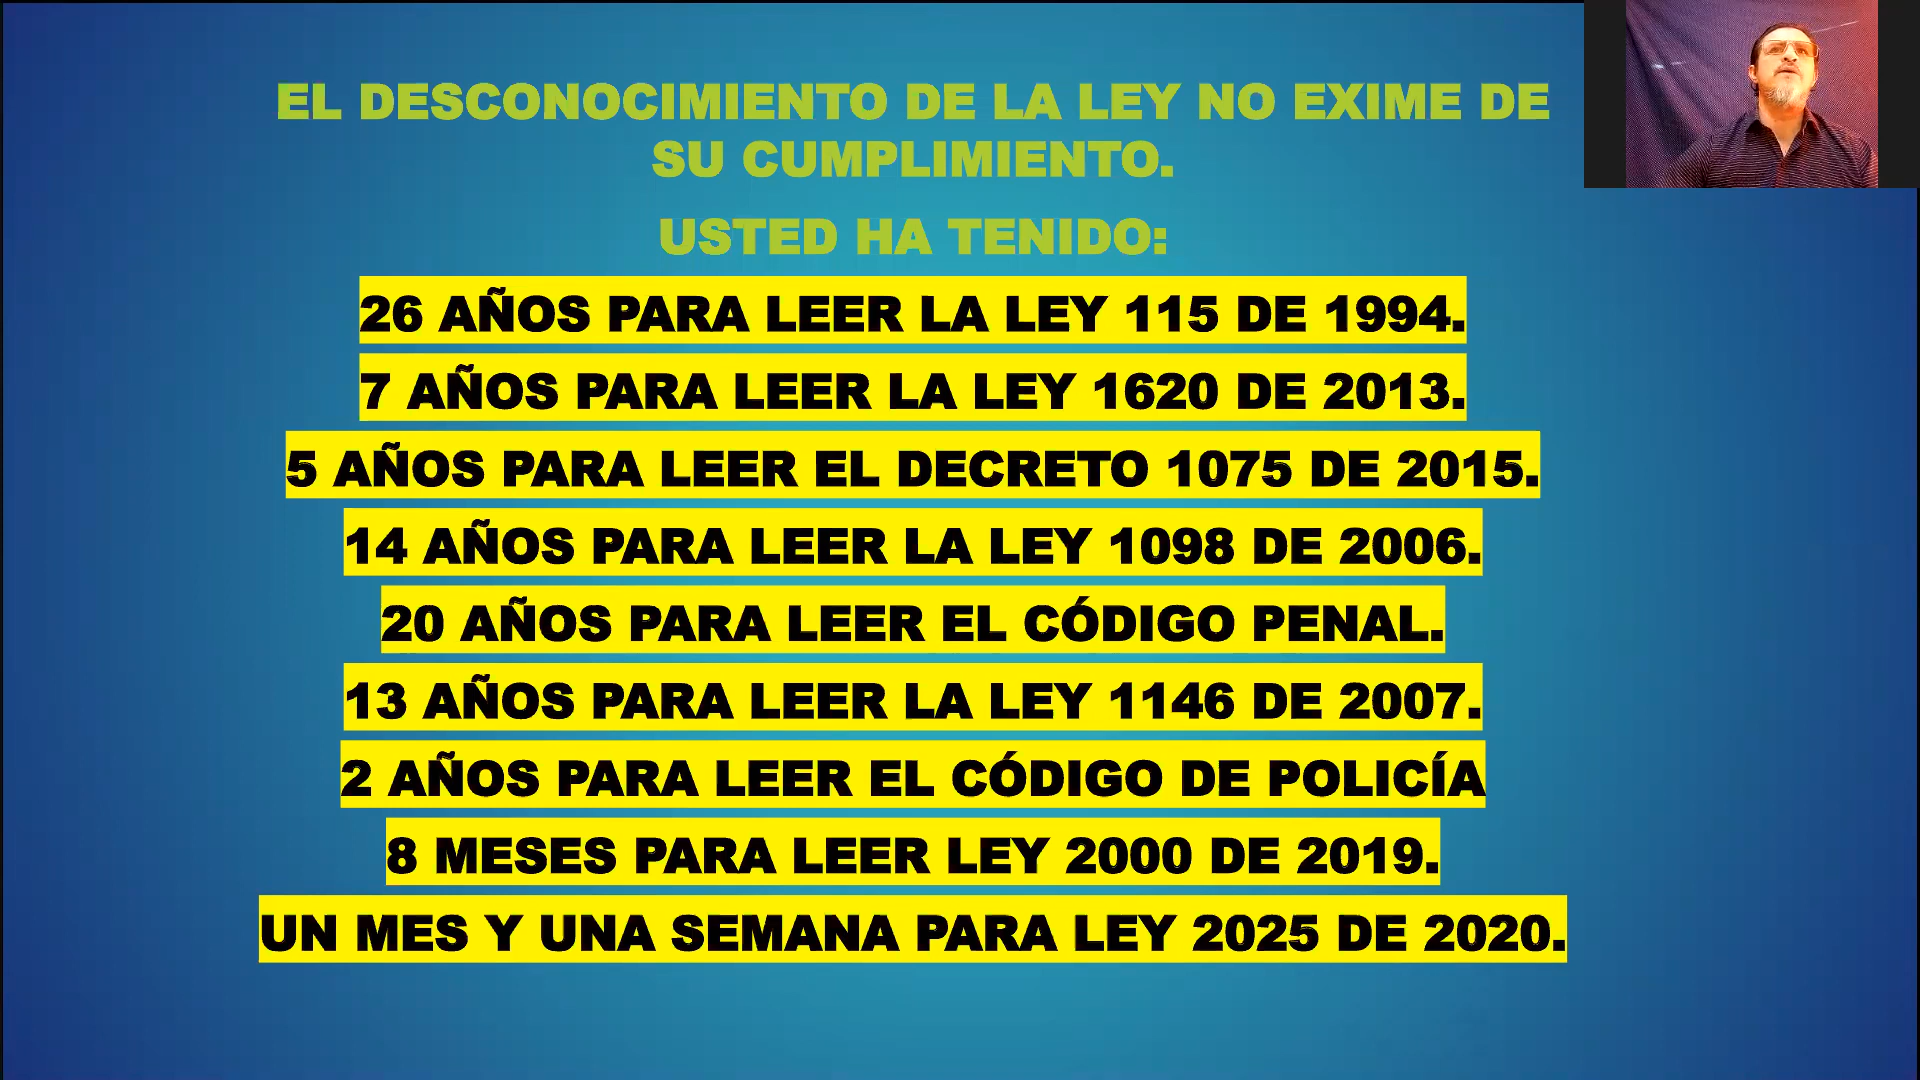 EL DESCONOCIMIENTO DE LA LEY NO EXIME DE
SU CUMPLIMIENTO.
USTED HA TENIDO:
26 AÑOS PARA LEER LA LEY 115 DE 1994.
7 AÑOS PARA LEER LA LEY 1620 DE 2013.
5 AÑOS PARA LEER EL DECRETO 1075 DE 2015.
14 AÑOS PARA LEER LA LEY 1098 DE 2006.
20 AÑOS PARA LEER EL CÓDIGO PENAL.
13 AÑOS PARA LEER LA LEY 1146 DE 2007.
2 AÑOS PARA LEER EL CÓDIGO DE POLICÍA
8 MESES PARA LEER LEY 2000 DE 2019.
UN MES Y UNA SEMANA PARA LEY 2025 DE 2020.